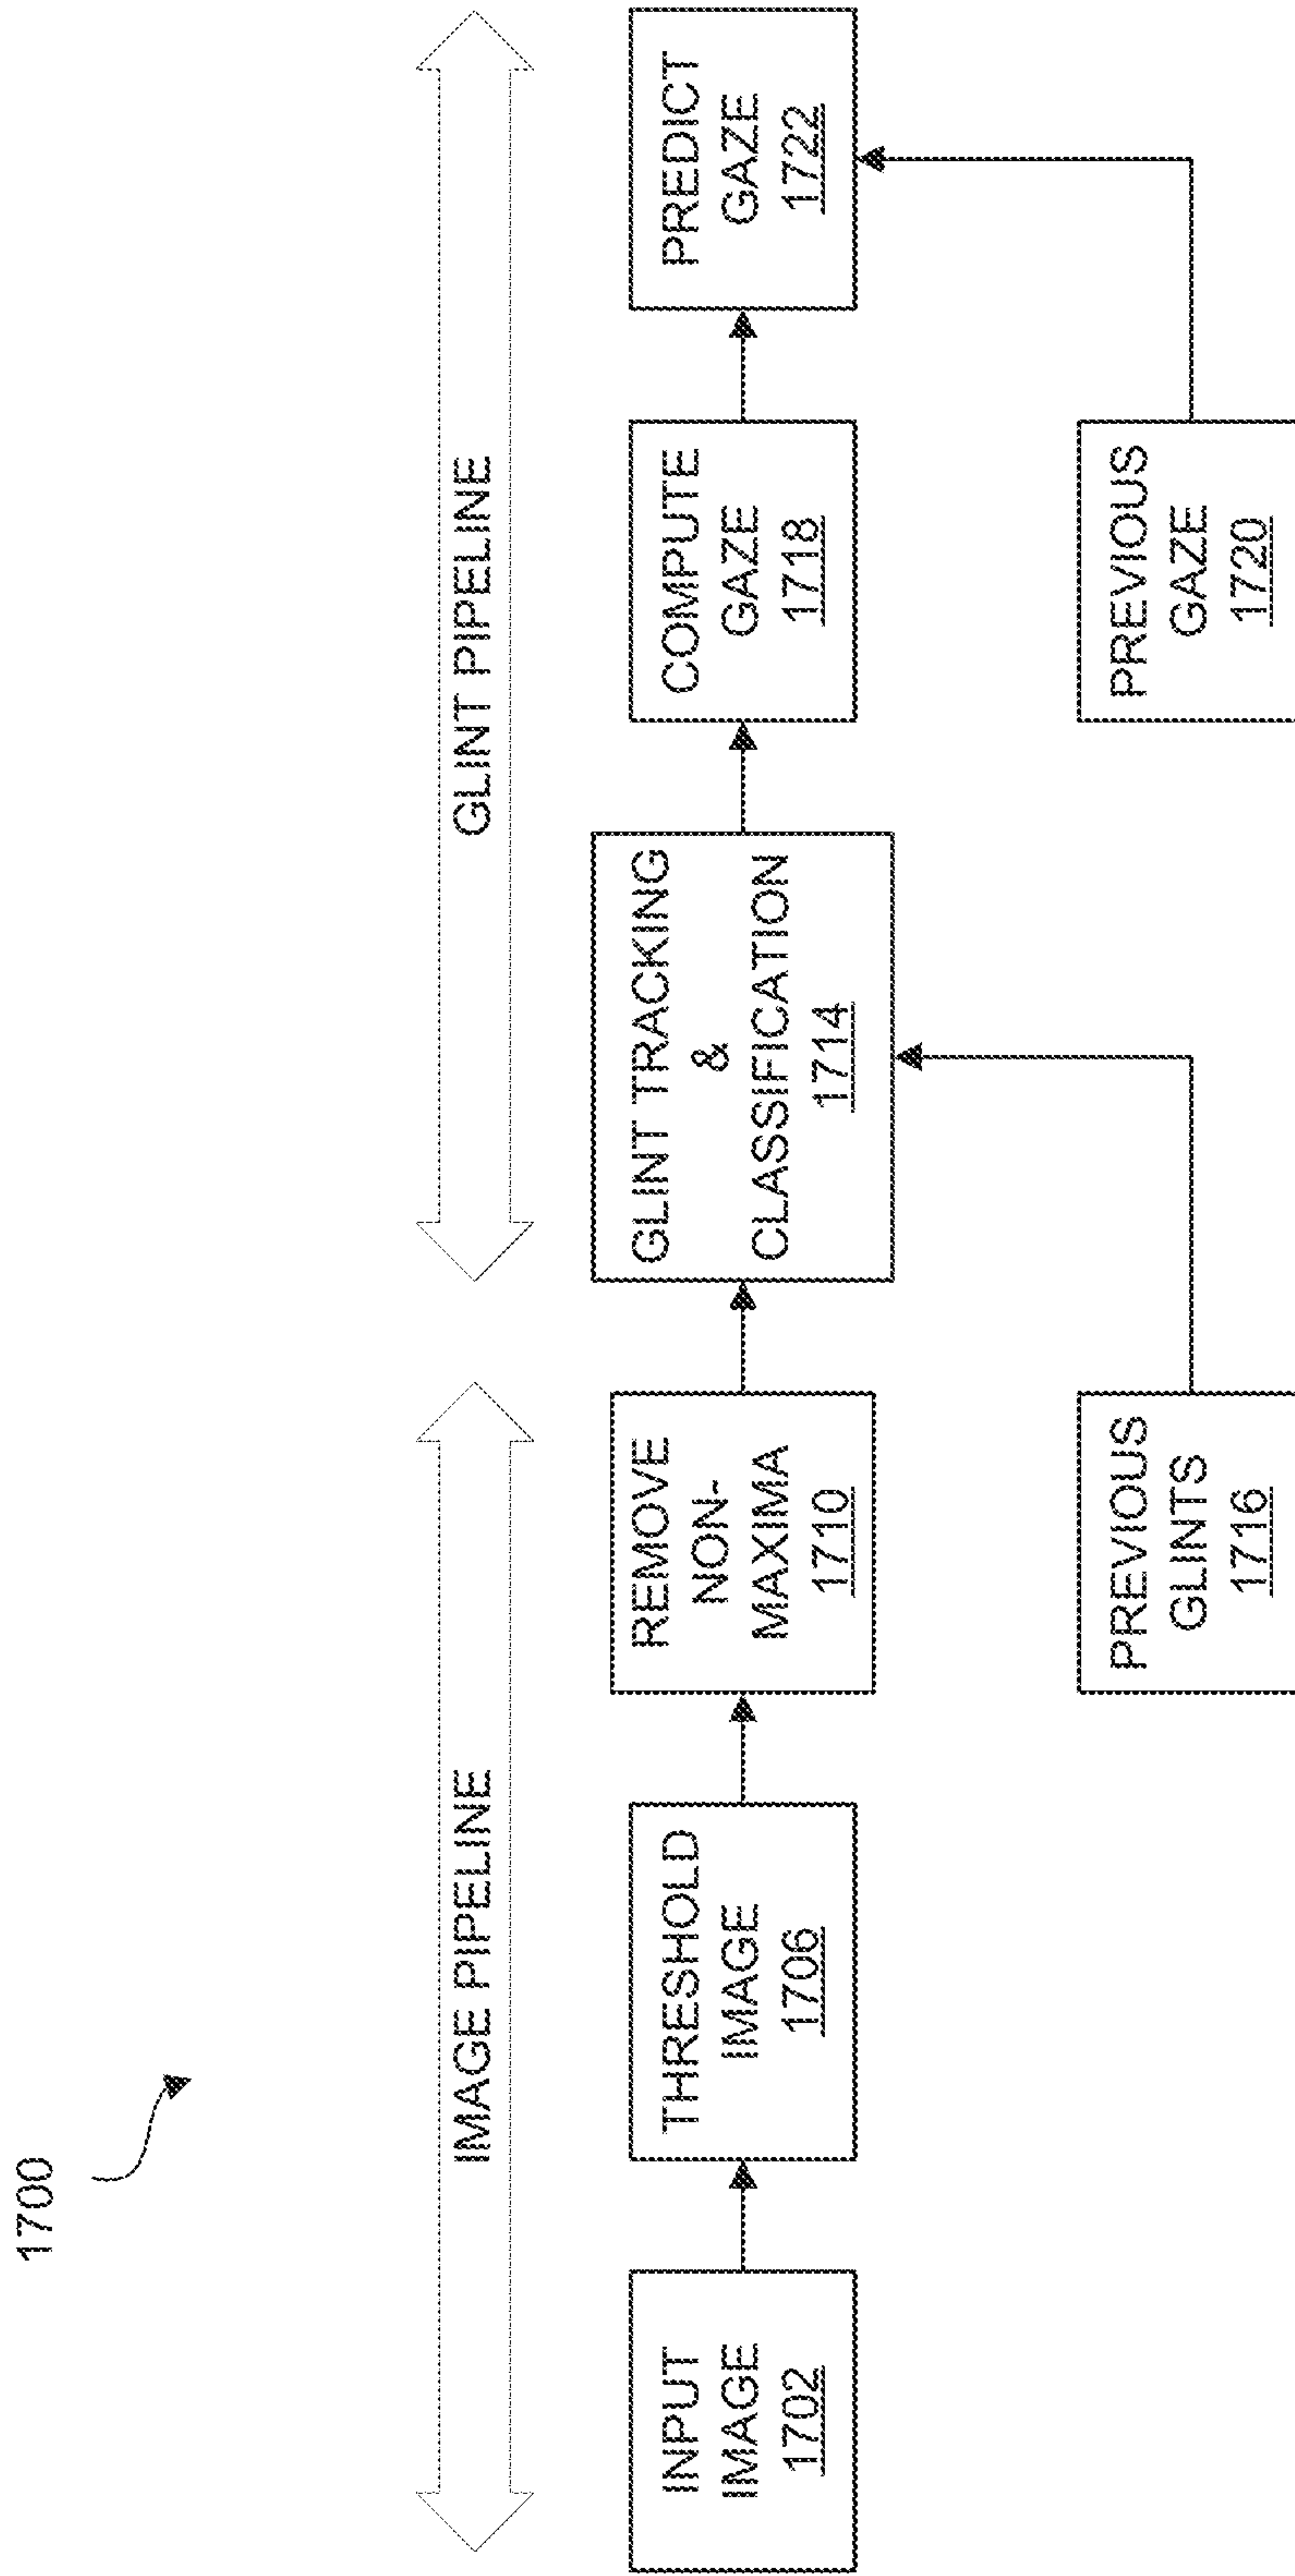 1700
IMAGE PIPELINE
GLINT PIPELINE
INPUT
IMAGE
1702
THRESHOLD
IMAGE
1706
REMOVE
NON-
MAXIMA
1710
GLINT TRACKING
&
CLASSIFICATION
1714
COMPUTE
GAZE
1718
PREDICT
GAZE
1722
PREVIOUS
GLINTS
1716
PREVIOUS
GAZE
1720